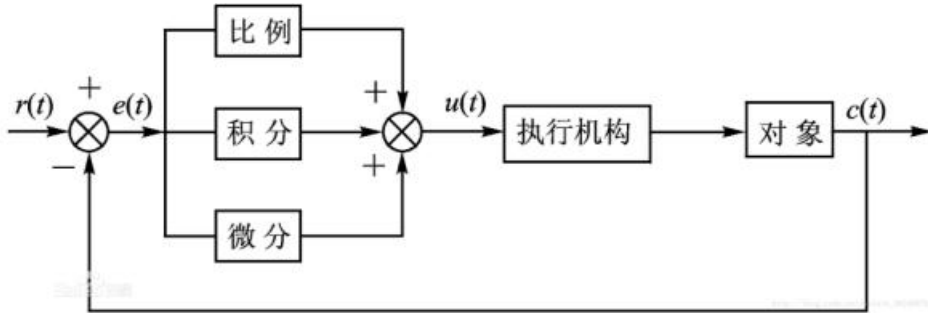 比例
+
r(t)
e(t)
+
u(t)
c(t)
积分
执行机构
对象
−
+
微分